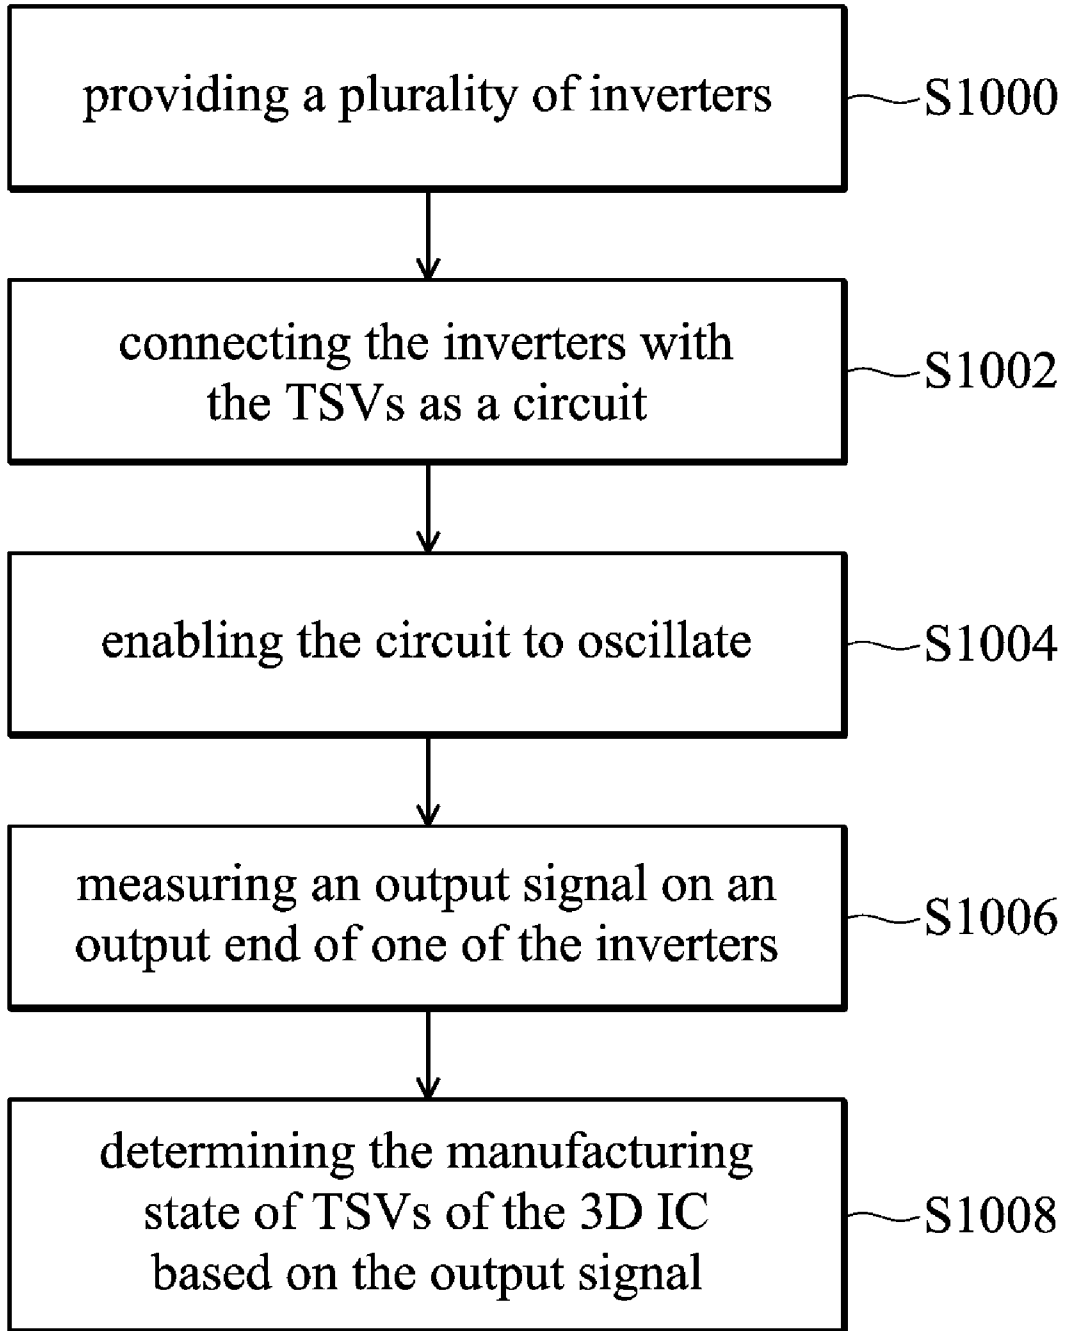 providing a plurality of inverters
S1000
connecting the inverters with
the TSVs as a circuit
S1002
enabling the circuit to oscillate
S1004
measuring an output signal on an
output end of one of the inverters
S1006
determining the manufacturing
state of TSVs of the 3D IC
based on the output signal
S1008